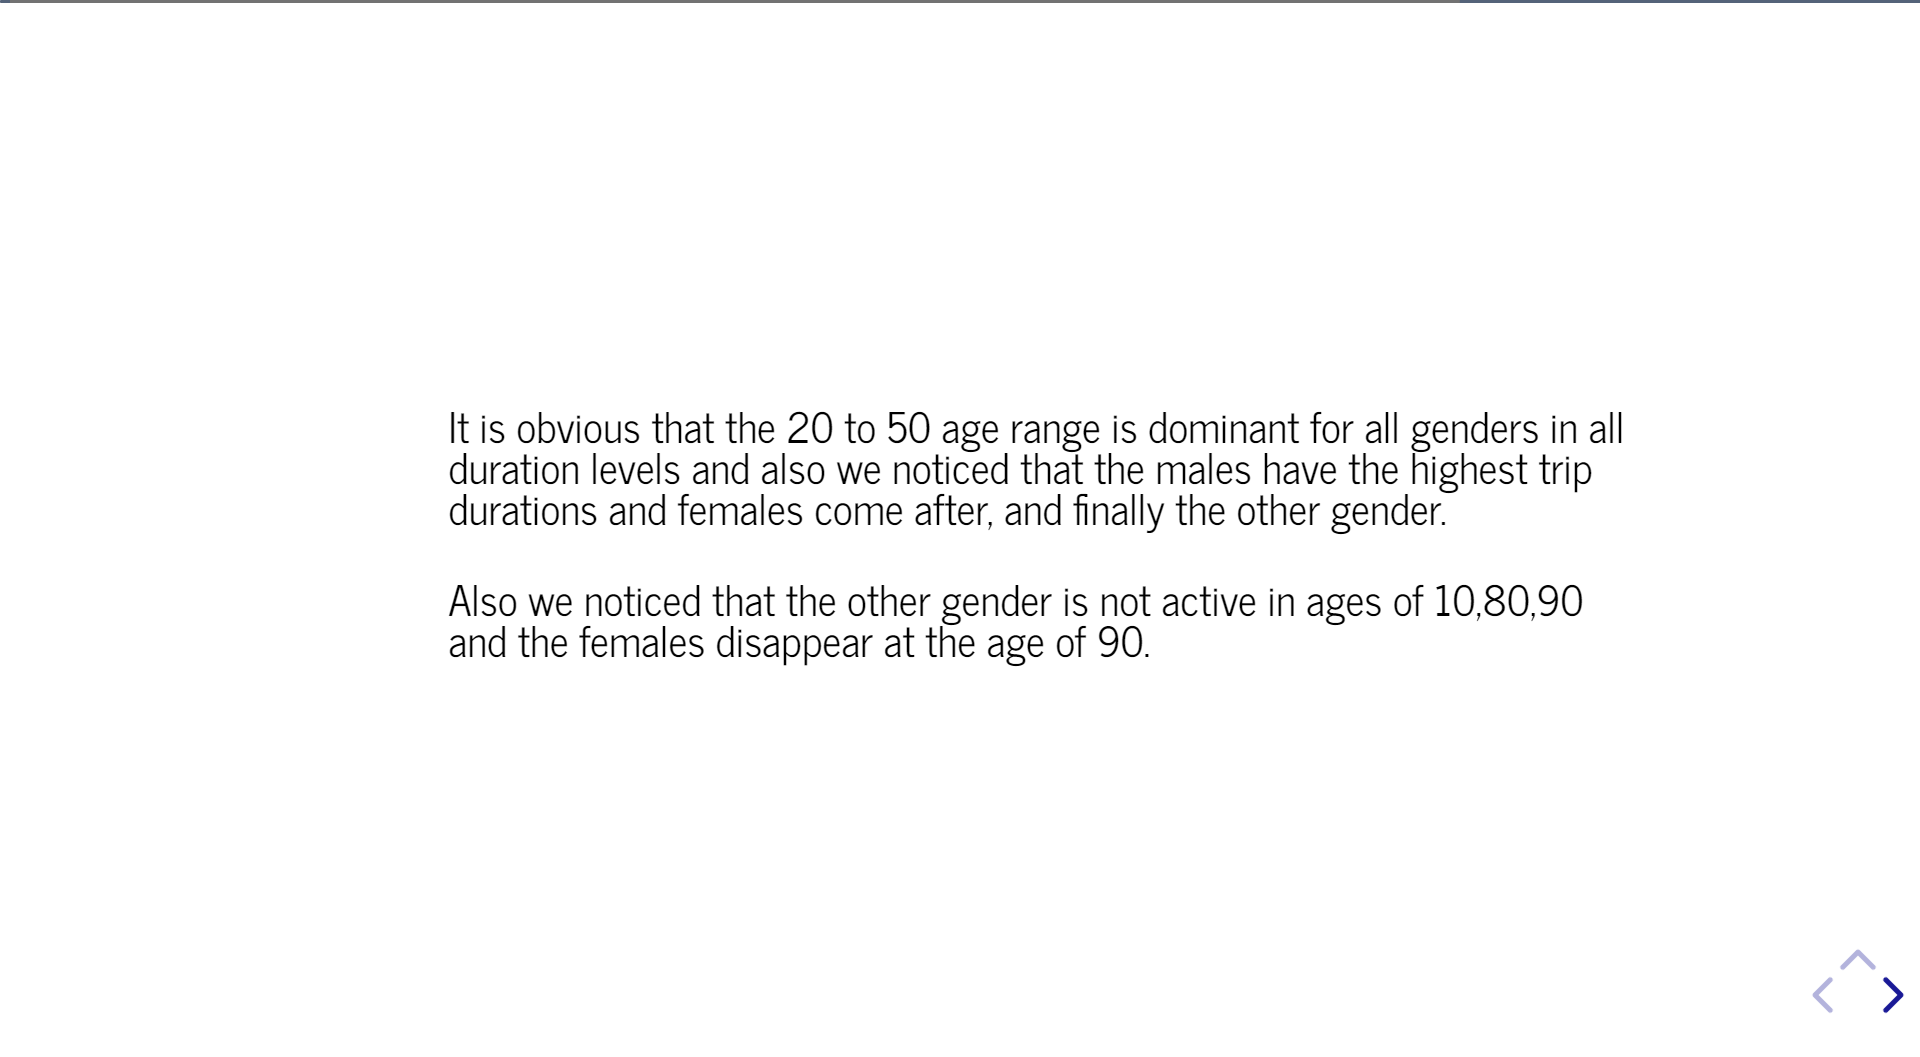 It is obvious that the 20 to 50 age range is dominant for all genders in all
duration levels and also we noticed that the males have the highest trip
durations and females come after, and finally the other gender.
Also we noticed that the other gender is not active in ages of 10,80,90
and the females disappear at the age of 90.